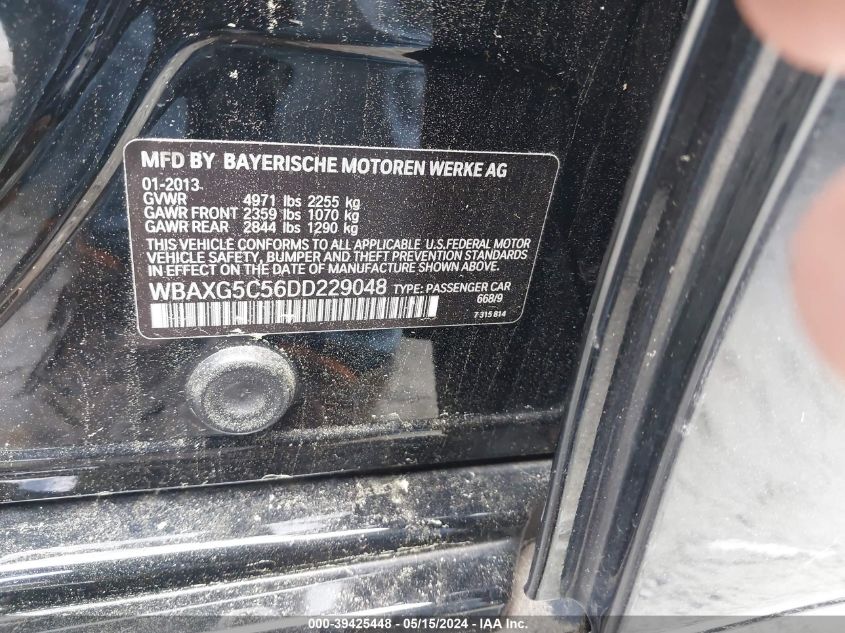 MFD BY BAYERISCHE MOTOREN WERKE AG
01-2013
GVWR 4971 lbs 2255 kg
GAWR FRONT 2359 lbs 1070 kg
GAWR REAR 2844 lbs 1290 kg
THIS VEHICLE CONFORMS TO ALL APPLICABLE U.S.FEDERAL MOTOR
VEHICLE SAFETY, BUMPER AND THEFT PREVENTION STANDARDS
IN EFFECT ON THE DATE OF MANUFACTURE SHOWN ABOVE.
WBAXG5C56DD229048 TYPE: PASSENGER CAR
668/9
7 315 814
000-39425448 - 05/15/2024 - IAA Inc.